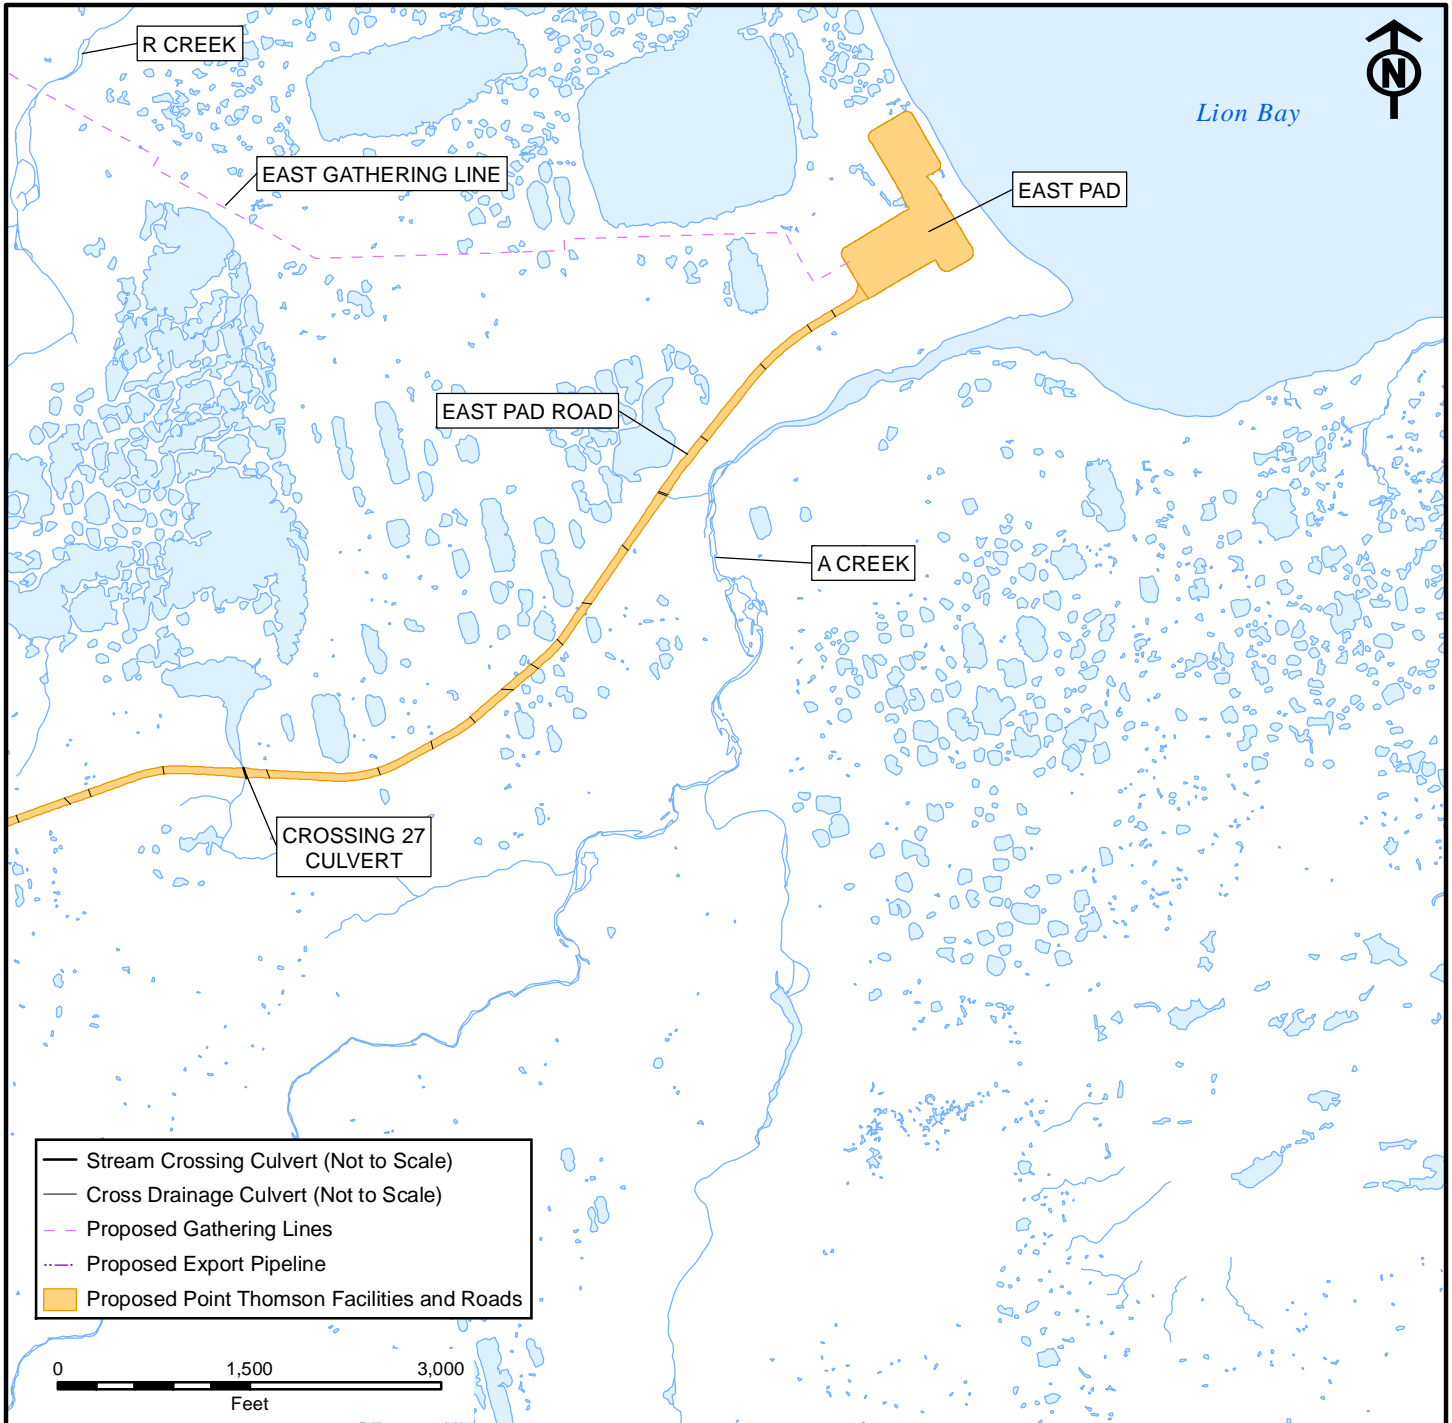 R CREEK
N
Lion Bay
EAST GATHERING LINE
EAST PAD
EAST PAD ROAD
A CREEK
CROSSING 27
CULVERT
Stream Crossing Culvert (Not to Scale)
Cross Drainage Culvert (Not to Scale)
Proposed Gathering Lines
Proposed Export Pipeline
Proposed Point Thomson Facilities and Roads
0 1,500 3,000
Feet